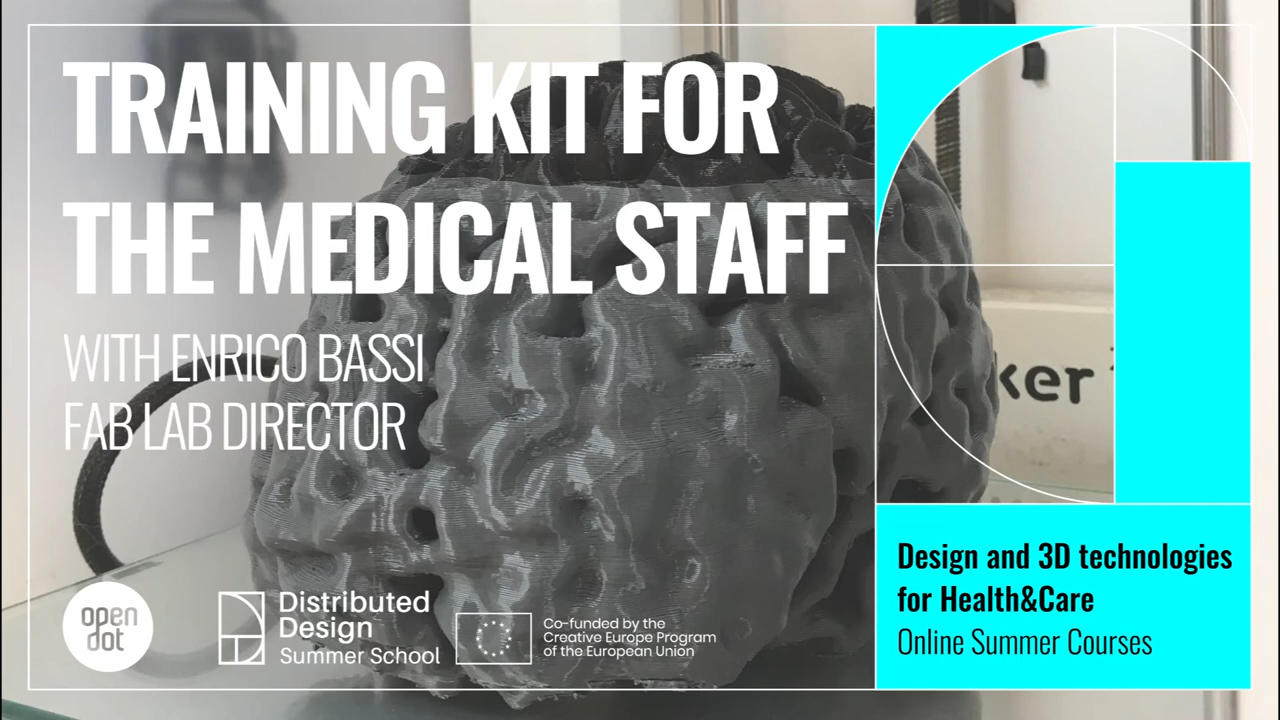 TRAINING KIT FOR
THE MEDICAL STAFF
WITH ENRICO BASSI
FAB LAB DIRECTOR
ker
Design and 3D technologies
for Health&Care
Online Summer Courses
open
dot
Distributed
Design
Summer School
Co-funded by the
Creative Europe Program
of the European Union